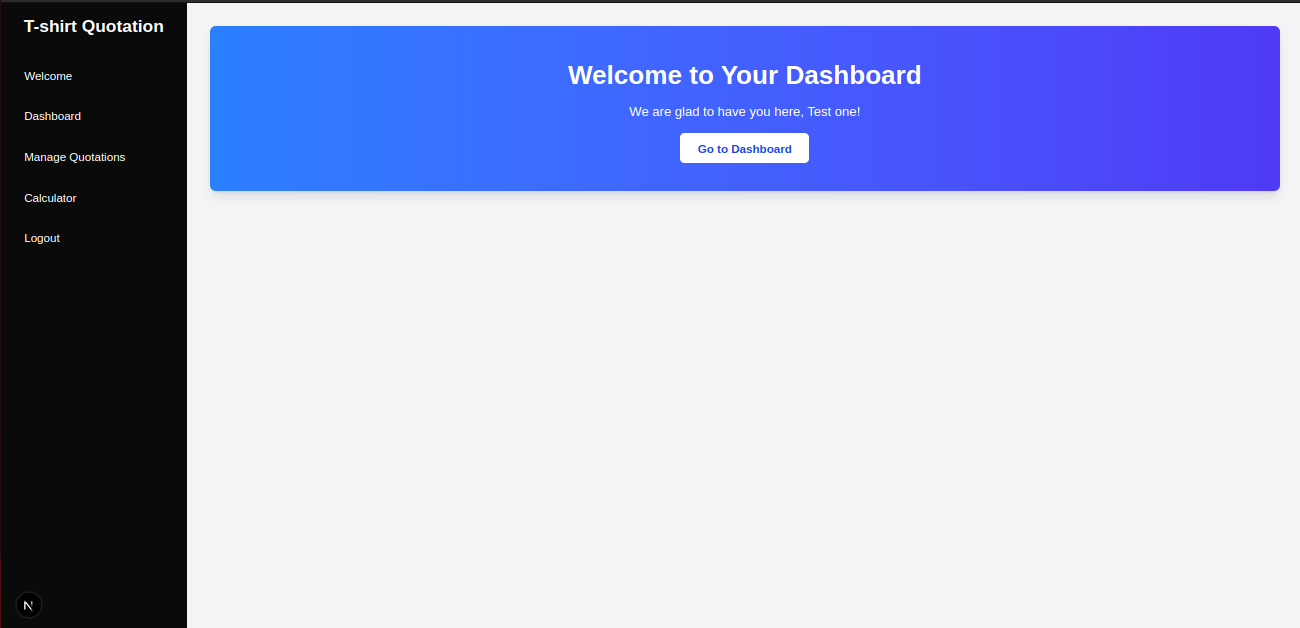 T-shirt Quotation
Welcome
Dashboard
Manage Quotations
Calculator
Logout
N
Welcome to Your Dashboard
We are glad to have you here, Test one!
Go to Dashboard